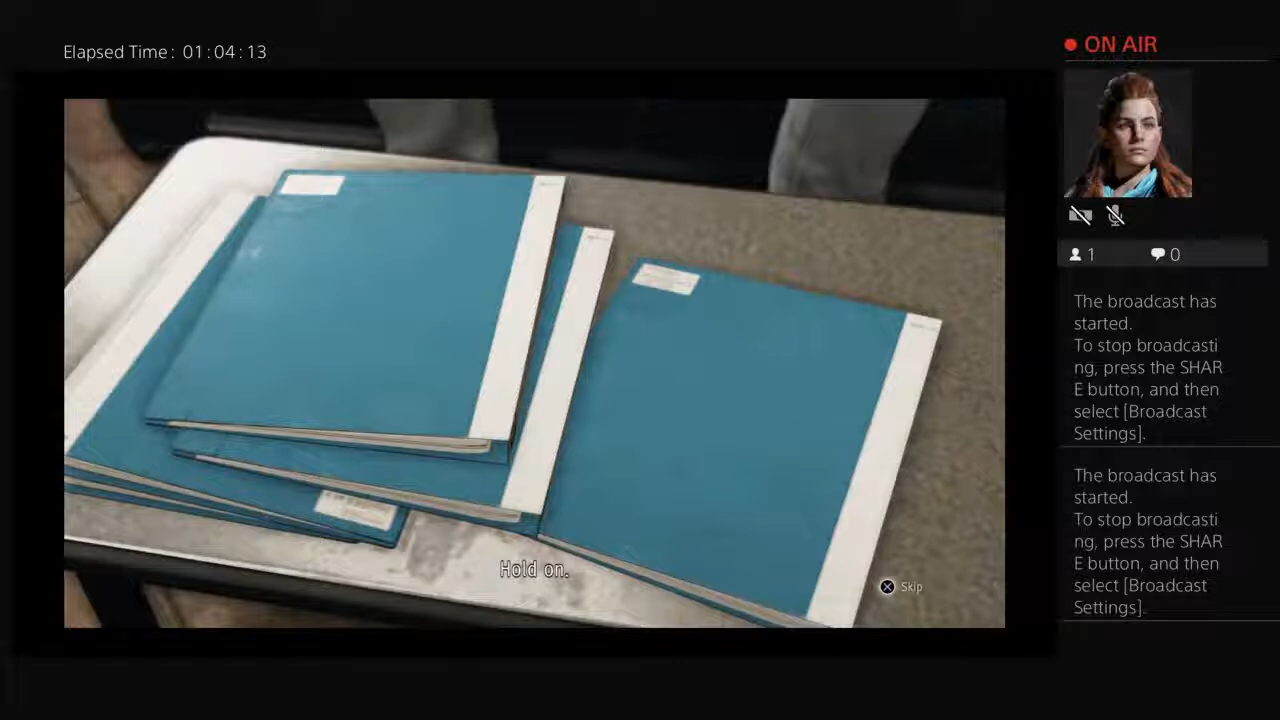 Elapsed Time: 01:04:13
ON AIR
1
0
The broadcast has
started.
To stop broadcasti
ng, press the SHAR
E button, and then
select [Broadcast
Settings].
The broadcast has
started.
To stop broadcasti
ng, press the SHAR
E button, and then
select [Broadcast
Settings].
Hold on.
Skip